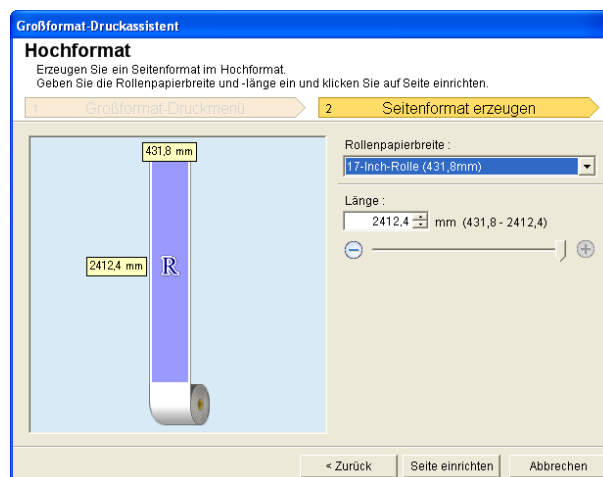 Großformat-Druckassistent
Hochformat
Erzeugen Sie ein Seitenformat im Hochformat.
Geben Sie die Rollenpapierbreite und -länge ein und klicken Sie auf Seite einrichten.
1 Großformat-Druckmenü
2 Seitenformat erzeugen
431,8 mm
2412,4 mm
R
Rollenpapierbreite :
17-Inch-Rolle (431,8mm)
Länge :
2412,4 mm (431,8 - 2412,4)
< Zurück Seite einrichten Abbrechen